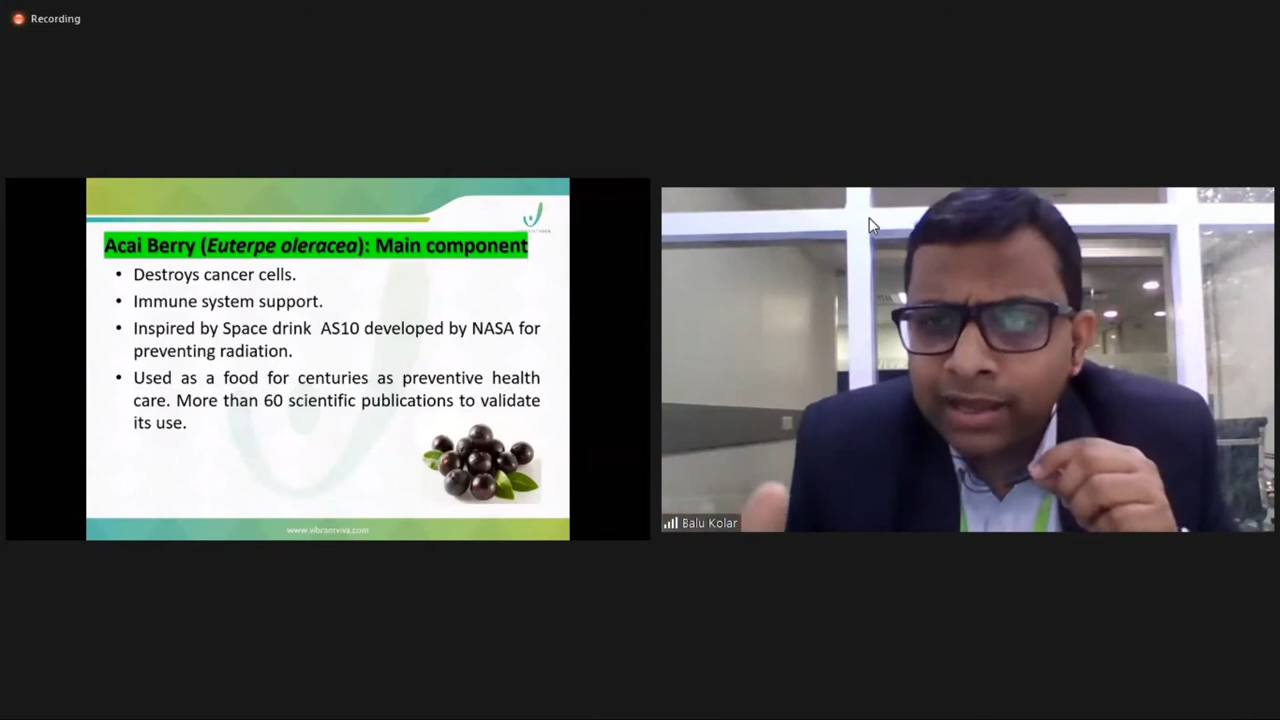 Recording
Acai Berry (Euterpe oleracea): Main component
• Destroys cancer cells.
• Immune system support.
• Inspired by Space drink AS10 developed by NASA for
preventing radiation.
• Used as a food for centuries as preventive health
care. More than 60 scientific publications to validate
its use.
www.vibrantviva.com
Balu Kolar